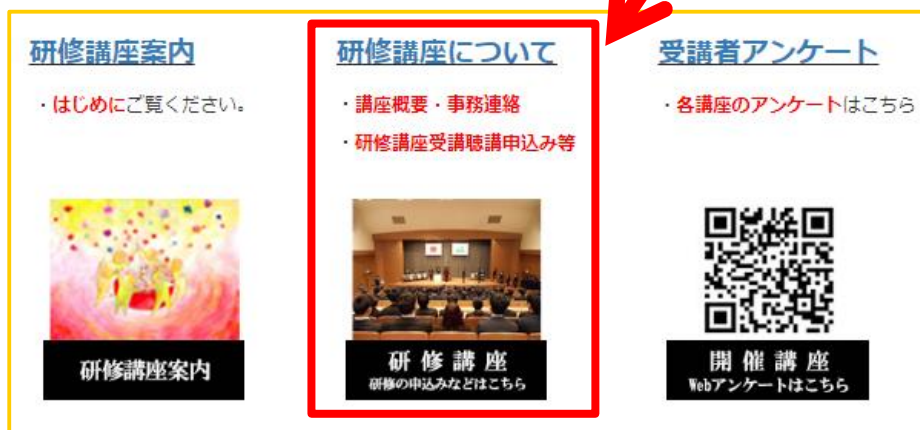 研修講座案内
・はじめにご覧ください。
研修講座案内
研修講座について
・講座概要・事務連絡
・研修講座受講聴講申込み等
研修講座
研修の申込みなどはこちら
受講者アンケート
・各講座のアンケートはこちら
開催講座
Webアンケートはこちら